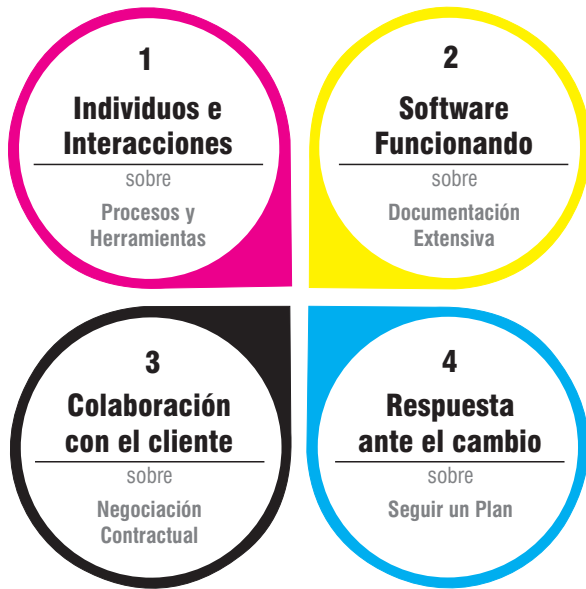 1
Individuos e
Interacciones
sobre
Procesos y
Herramientas
2
Software
Funcionando
sobre
Documentación
Extensiva
3
Colaboración
con el cliente
sobre
Negociación
Contractual
4
Respuesta
ante el cambio
sobre
Seguir un Plan